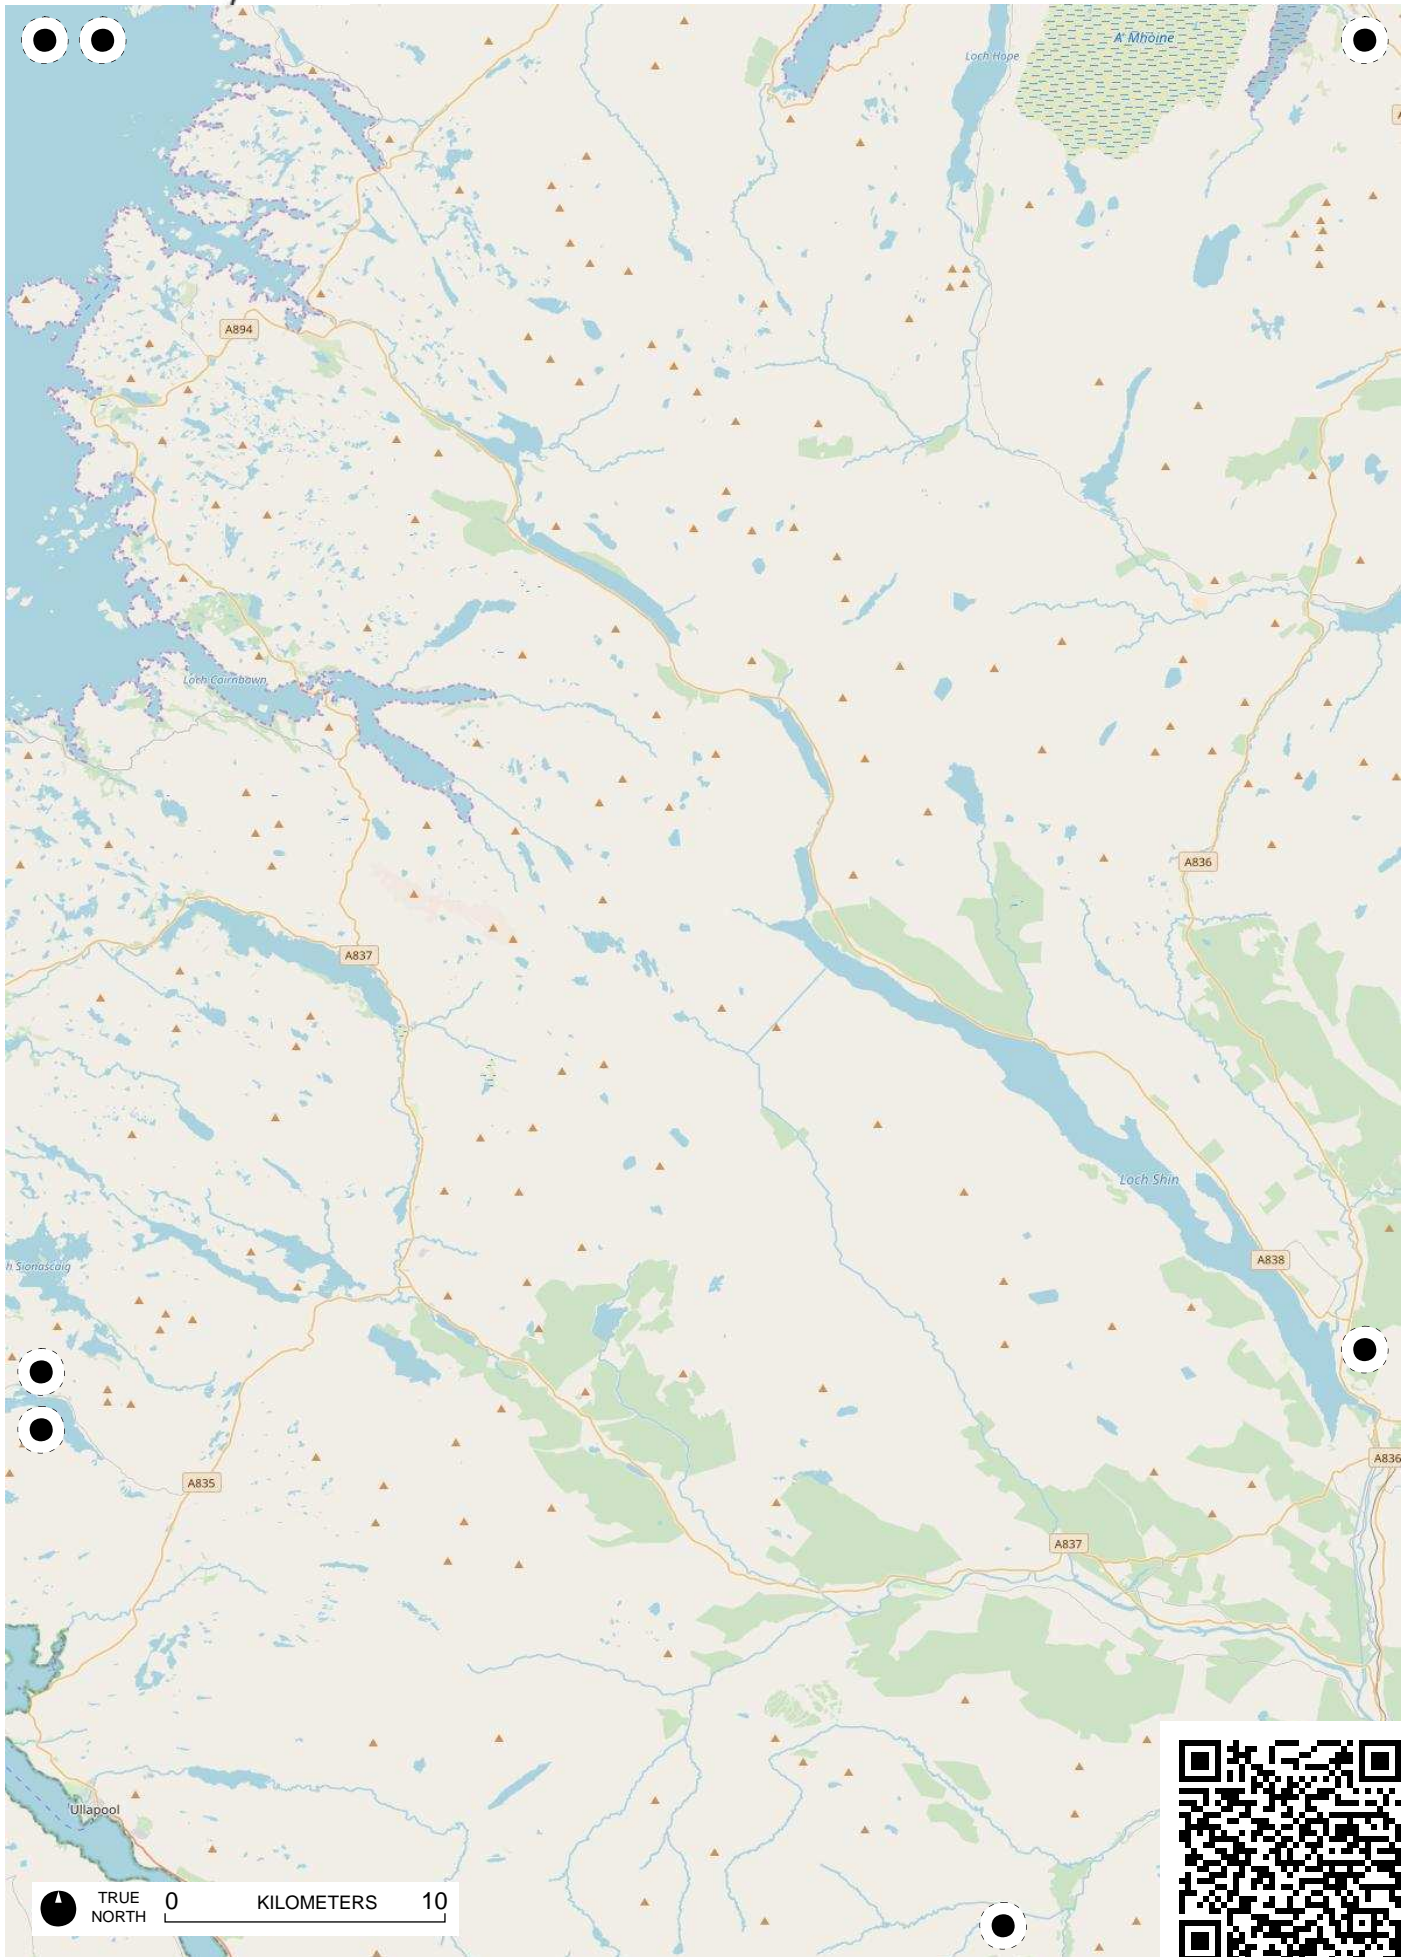 A' Mhòine
Loch Hope
A894
Loch Cairnbawn
A836
A837
Loch Shin
h Sionascaig
A838
A836
A835
A837
Ullapool
TRUE NORTH
0 KILOMETERS 10